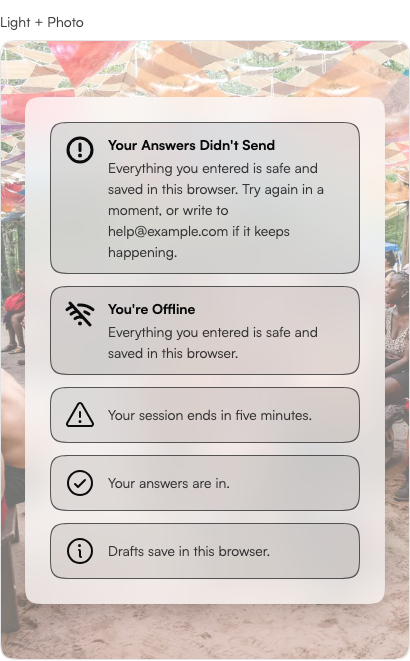 Light + Photo
Your Answers Didn't Send
Everything you entered is safe and
saved in this browser. Try again in a
moment, or write to
help@example.com if it keeps
happening.
You're Offline
Everything you entered is safe and
saved in this browser.
Your session ends in five minutes.
Your answers are in.
Drafts save in this browser.